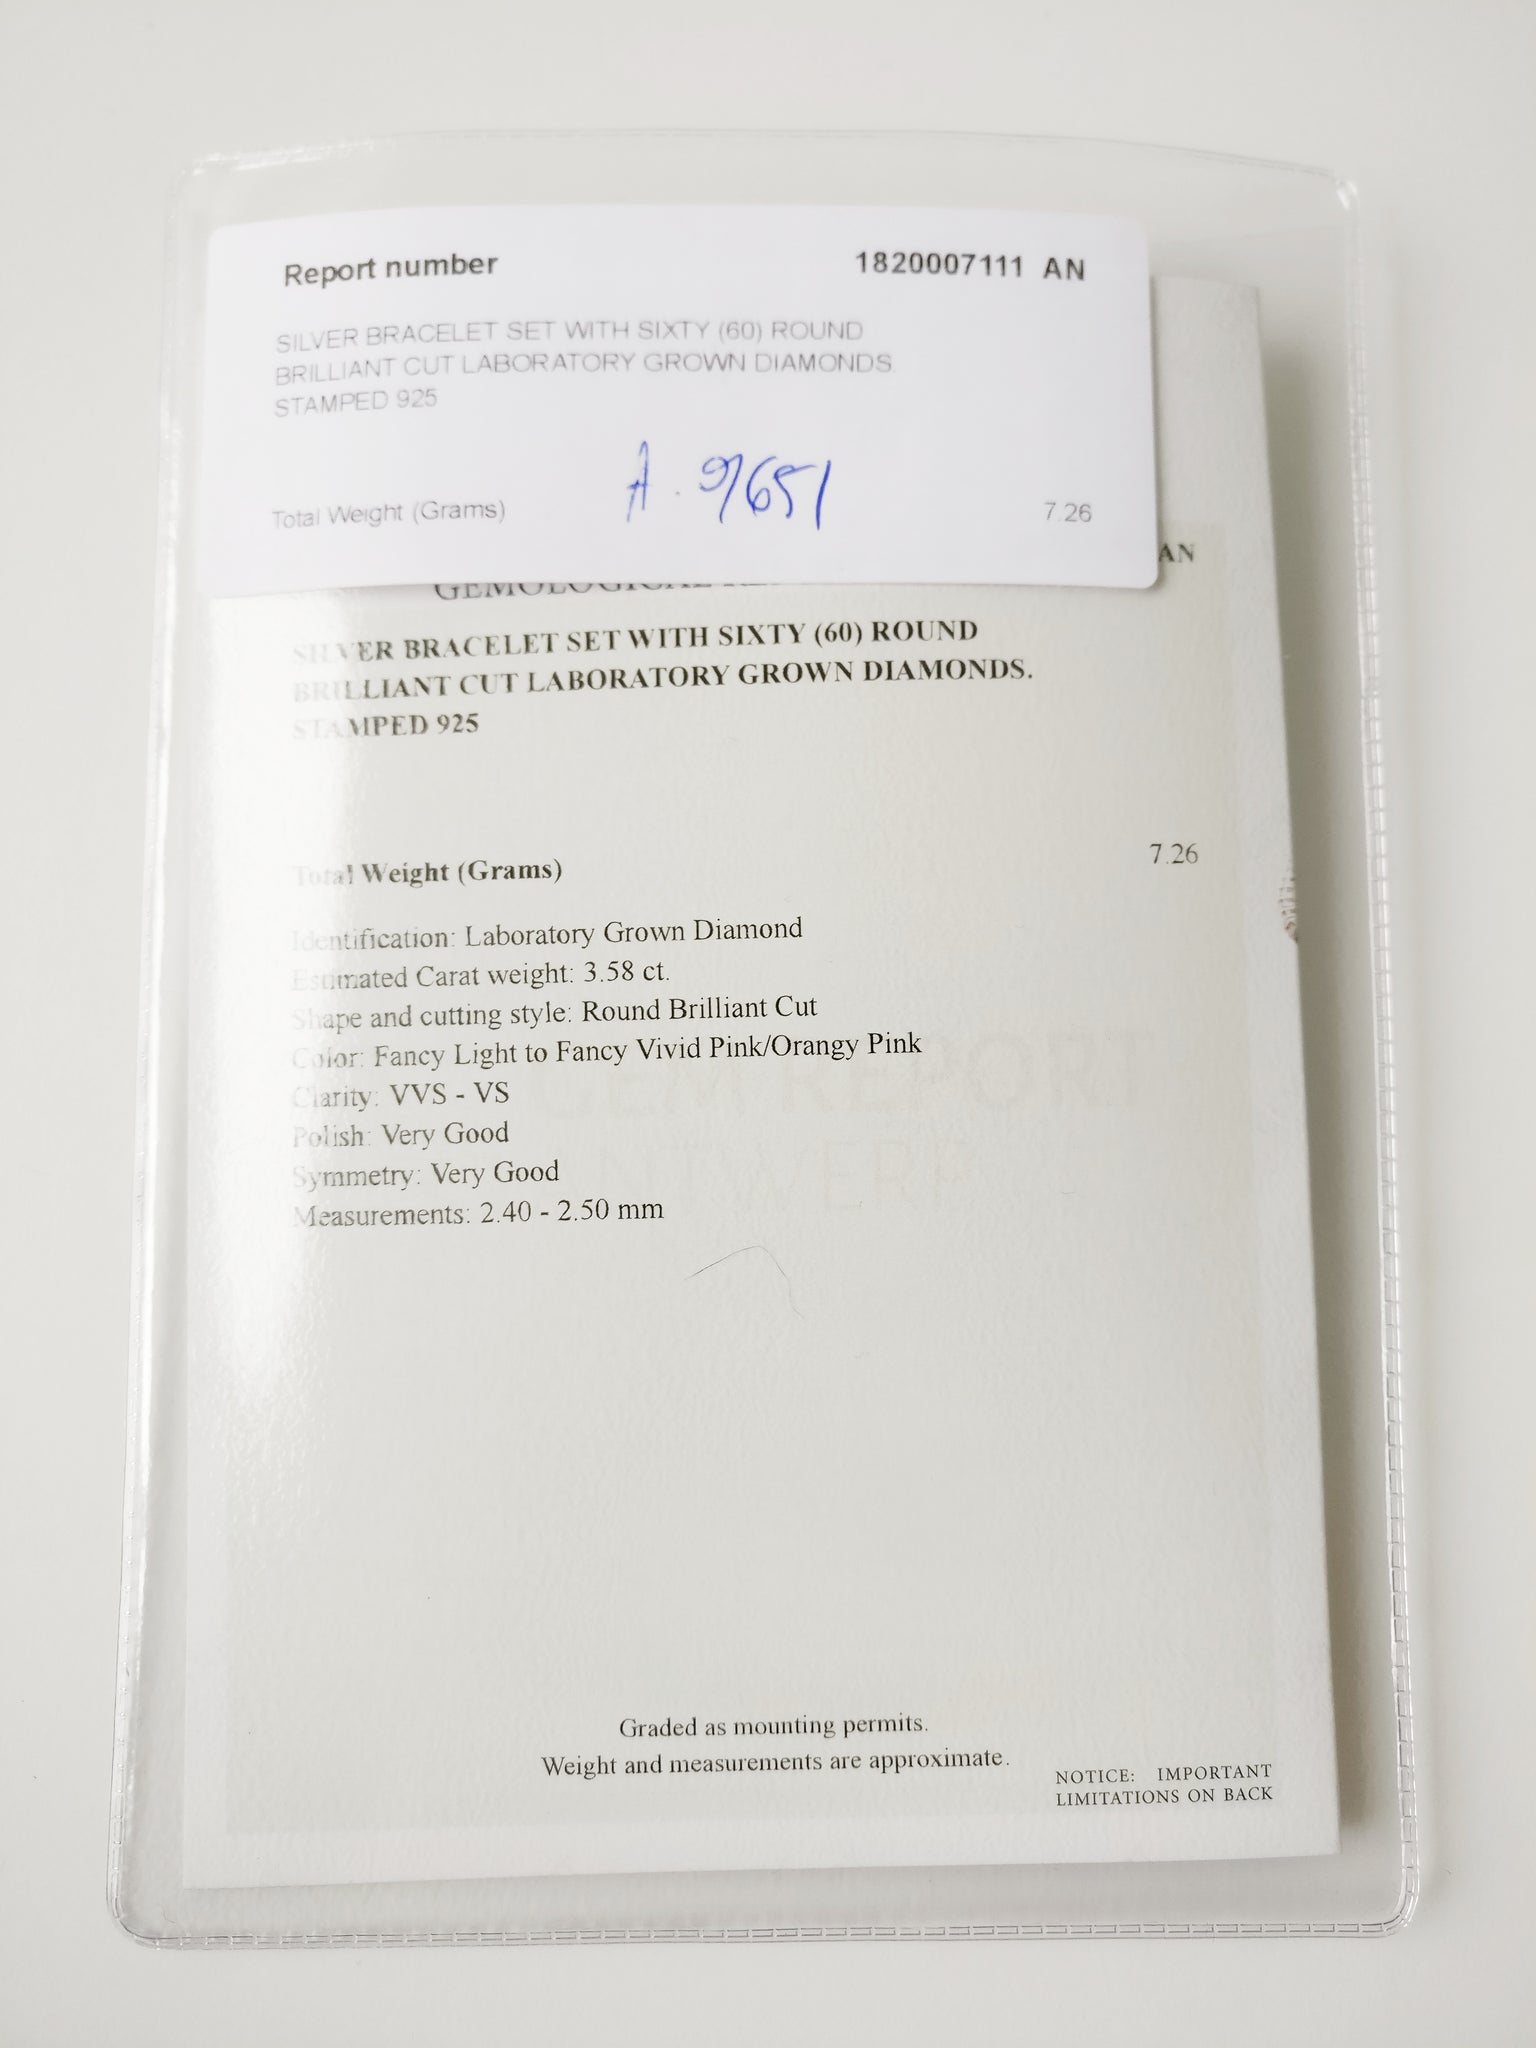 Report number 1820007111 AN
SILVER BRACELET SET WITH SIXTY (60) ROUND
BRILLIANT CUT LABORATORY GROWN DIAMONDS.
STAMPED 925
A. 9651
Total Weight (Grams) 7.26
AN
GEMOLOGICAL
SILVER BRACELET SET WITH SIXTY (60) ROUND
BRILLIANT CUT LABORATORY GROWN DIAMONDS.
STAMPED 925
Total Weight (Grams) 7.26
Identification: Laboratory Grown Diamond
Estimated Carat weight: 3.58 ct.
Shape and cutting style: Round Brilliant Cut
Color: Fancy Light to Fancy Vivid Pink/Orangy Pink
Clarity: VVS - VS
Polish: Very Good
Symmetry: Very Good
Measurements: 2.40 - 2.50 mm
Graded as mounting permits.
Weight and measurements are approximate.
NOTICE: IMPORTANT
LIMITATIONS ON BACK